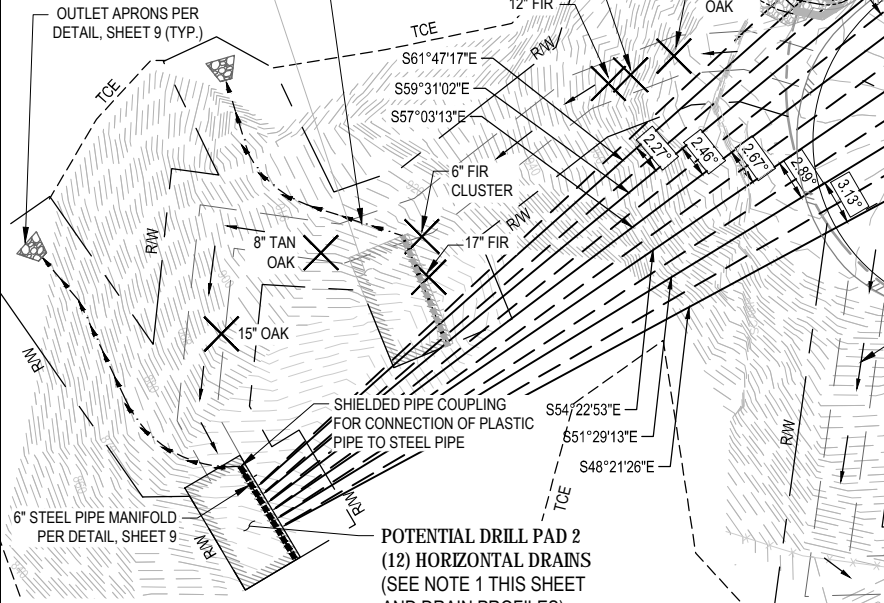 OUTLET APRONS PER
DETAIL, SHEET 9 (TYP.)
12" FIR
OAK
TCE
R/W
TCE
S61°47'17"E
S59°31'02"E
S57°03'13"E
2.27°
2.46°
2.67°
2.89°
3.13°
6" FIR
CLUSTER
R/W
R/W
8" TAN
OAK
17" FIR
15" OAK
R/W
SHIELDED PIPE COUPLING
FOR CONNECTION OF PLASTIC
PIPE TO STEEL PIPE
S54°22'53"E
S51°29'13"E
S48°21'26"E
R/W
R/W
TCE
6" STEEL PIPE MANIFOLD
PER DETAIL, SHEET 9
R/W
POTENTIAL DRILL PAD 2
(12) HORIZONTAL DRAINS
(SEE NOTE 1 THIS SHEET
AND DRAIN PROFILES)